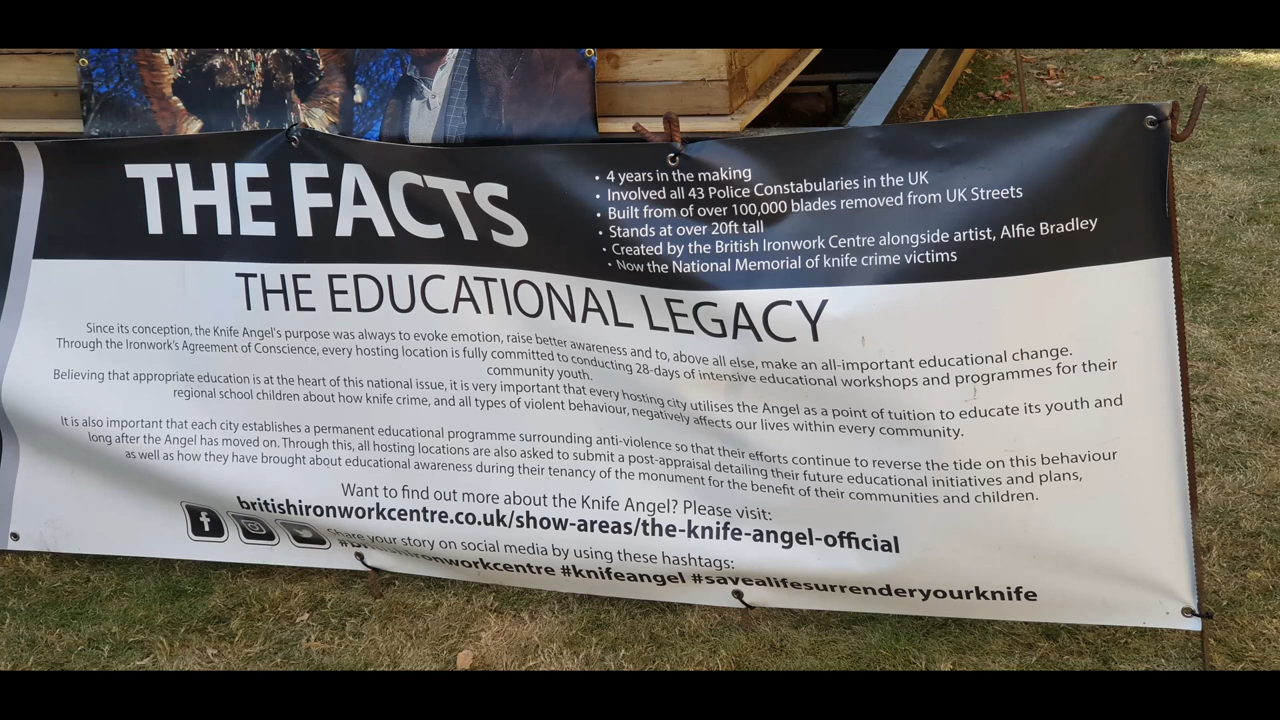 THE FACTS
• 4 years in the making
• Involved all 43 Police Constabularies in the UK
• Built from of over 100,000 blades removed from UK Streets
• Stands at over 20ft tall
• Created by the British Ironwork Centre alongside artist, Alfie Bradley
• Now the National Memorial of knife crime victims
THE EDUCATIONAL LEGACY
Since its conception, the Knife Angel's purpose was always to evoke emotion, raise better awareness and to, above all else, make an all-important educational change.
Through the Ironwork's Agreement of Conscience, every hosting location is fully committed to conducting 28-days of intensive educational workshops and programmes for their
community youth.
Believing that appropriate education is at the heart of this national issue, it is very important that every hosting city utilises the Angel as a point of tuition to educate its youth and
regional school children about how knife crime, and all types of violent behaviour, negatively affects our lives within every community.
It is also important that each city establishes a permanent educational programme surrounding anti-violence so that their efforts continue to reverse the tide on this behaviour
long after the Angel has moved on. Through this, all hosting locations are also asked to submit a post-appraisal detailing their future educational initiatives and plans,
as well as how they have brought about educational awareness during their tenancy of the monument for the benefit of their communities and children.
Want to find out more about the Knife Angel? Please visit:
britishironworkcentre.co.uk/show-areas/the-knife-angel-official
Share your story on social media by using these hashtags:
#britishironworkcentre #knifeangel #savealifesurrenderyourknife